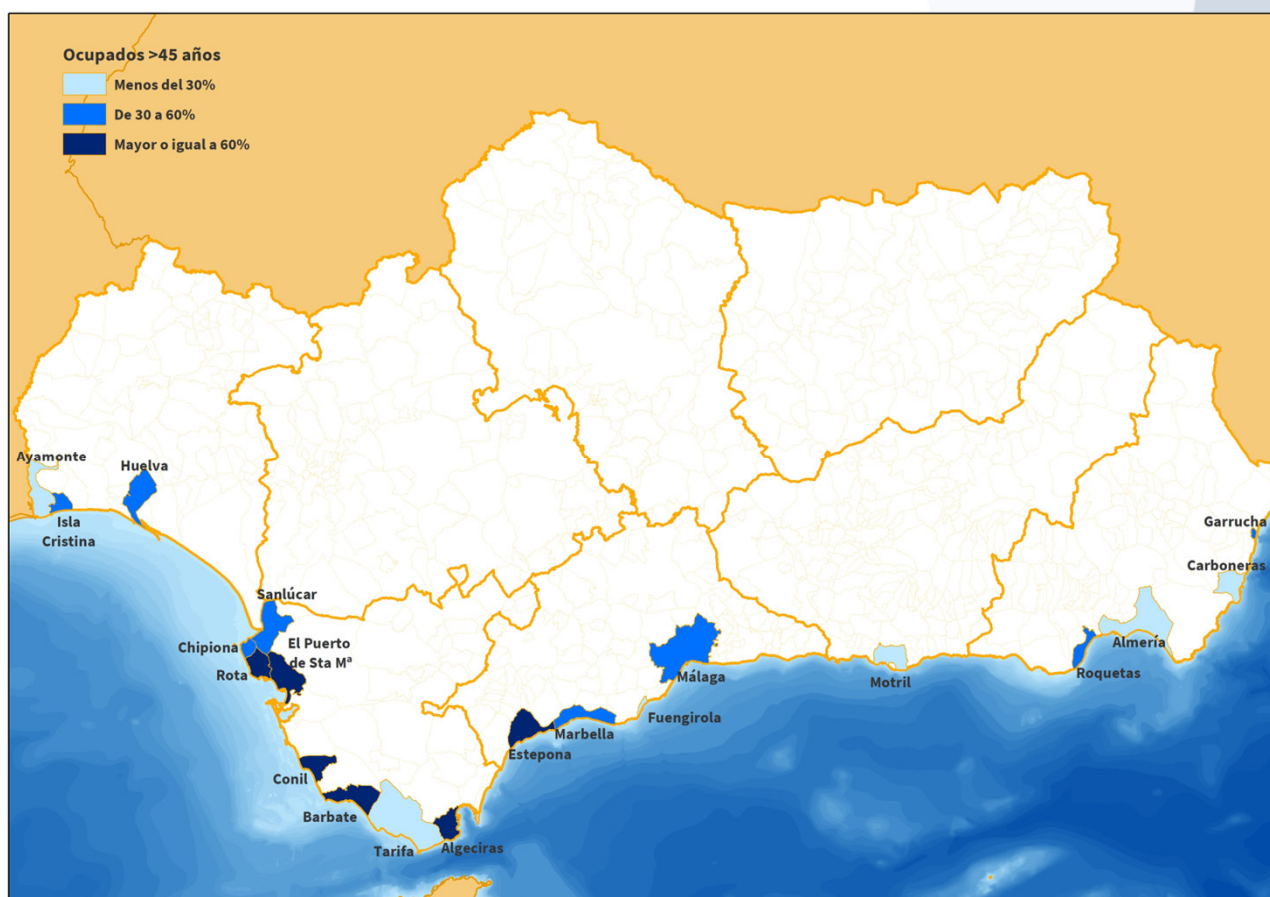 Ocupados >45 años
Menos del 30%
De 30 a 60%
Mayor o igual a 60%
Ayamonte
Huelva
Isla
Cristina
Garrucha
Carboneras
Sanlúcar
Chipiona
El Puerto
de Sta Mª
Rota
Almería
Roquetas
Málaga
Motril
Fuengirola
Marbella
Estepona
Conil
Barbate
Tarifa
Algeciras